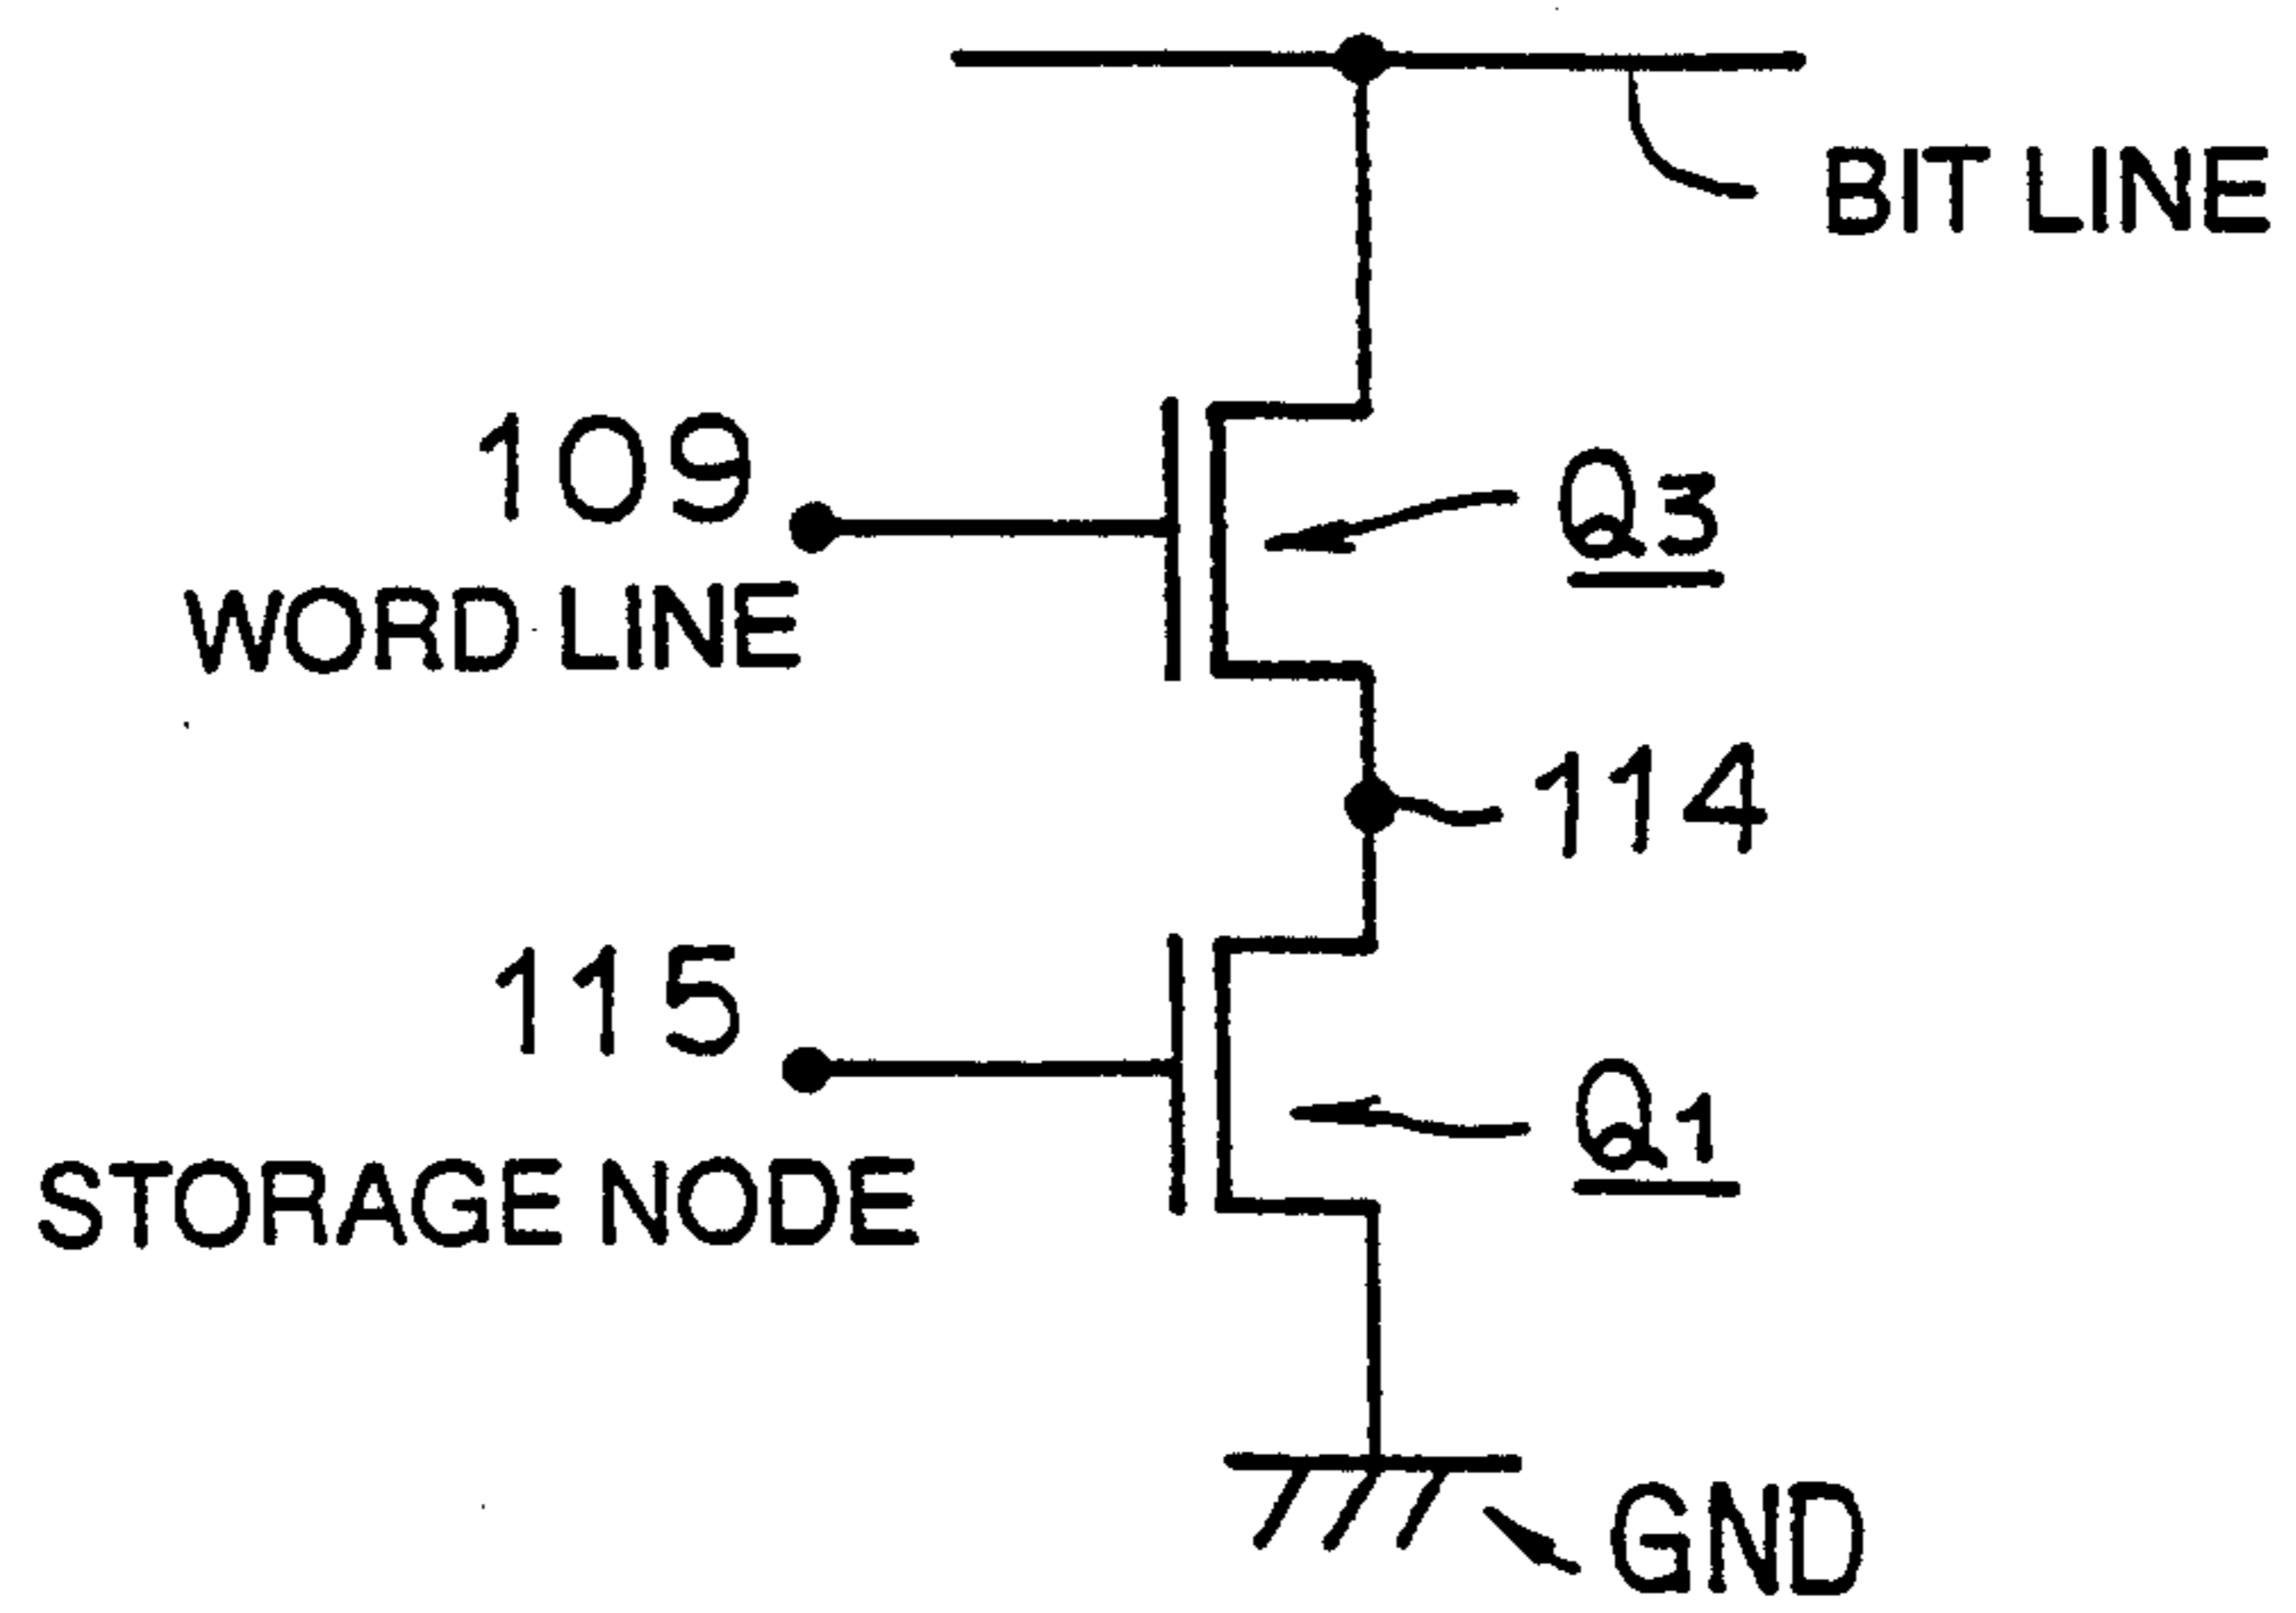 BIT LINE
109
WORD LINE
Q3
114
115
STORAGE NODE
Q1
GND